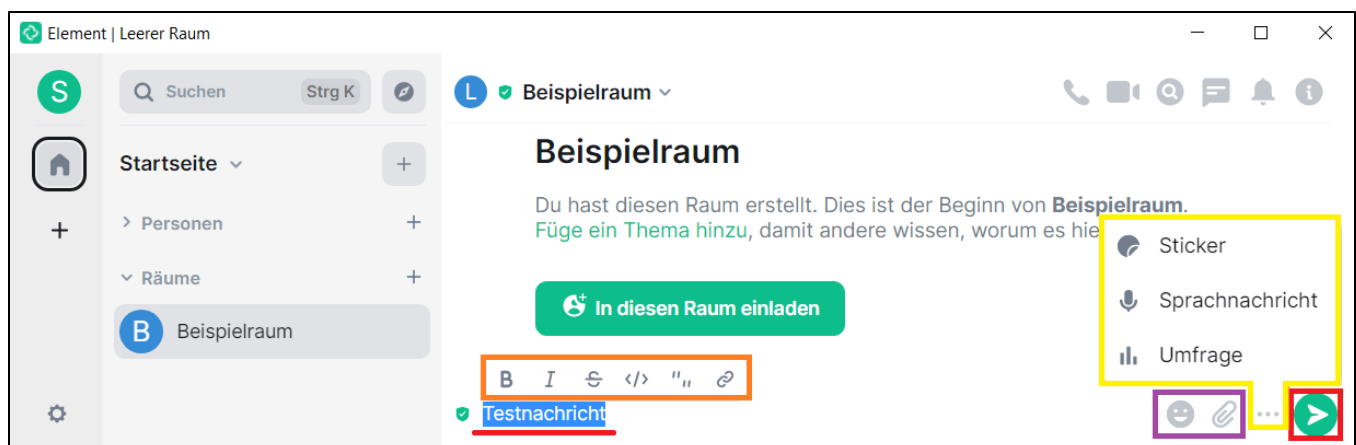 Element | Leerer Raum
S
Suchen Strg K
L Beispielraum
Startseite
Personen
Räume
B Beispielraum
Beispielraum
Du hast diesen Raum erstellt. Dies ist der Beginn von Beispielraum.
Füge ein Thema hinzu, damit andere wissen, worum es hie
In diesen Raum einladen
Sticker
Sprachnachricht
Umfrage
B I S </> "„
Testnachricht